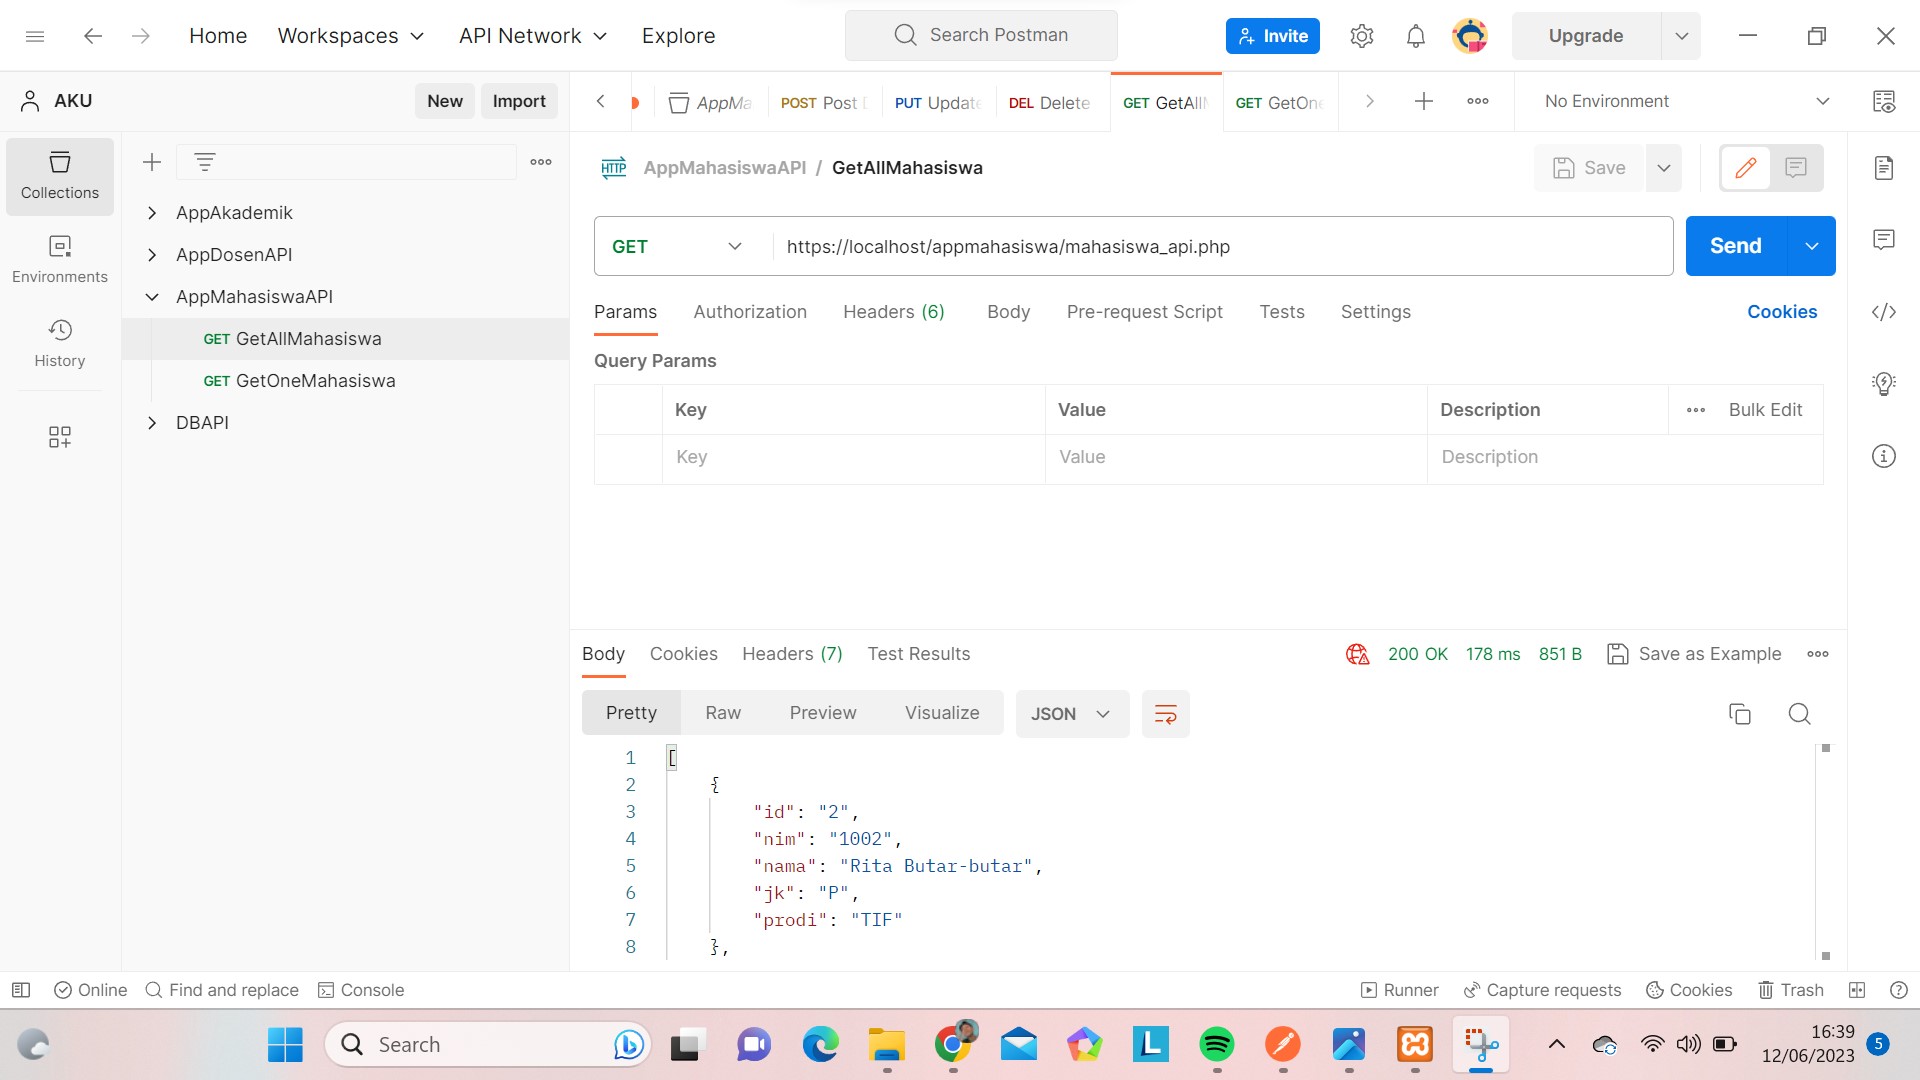 Home Workspaces API Network Explore Search Postman Invite Upgrade
AKU New Import
AppMa POST Post D PUT Update DEL Delete GET GetAllM GET GetOne No Environment
Collections
Environments
History
AppAkademik
AppDosenAPI
AppMahasiswaAPI
GET GetAllMahasiswa
GET GetOneMahasiswa
DBAPI
HTTP AppMahasiswaAPI / GetAllMahasiswa Save
GET https://localhost/appmahasiswa/mahasiswa_api.php Send
Params Authorization Headers (6) Body Pre-request Script Tests Settings Cookies
Query Params
Key Value Description Bulk Edit
Key Value Description
Body Cookies Headers (7) Test Results 200 OK 178 ms 851 B Save as Example
Pretty Raw Preview Visualize JSON
1 [
2 {
3 "id": "2",
4 "nim": "1002",
5 "nama": "Rita Butar-butar",
6 "jk": "P",
7 "prodi": "TIF"
8 },
Online Find and replace Console Runner Capture requests Cookies Trash
Search L 16:39 5
12/06/2023